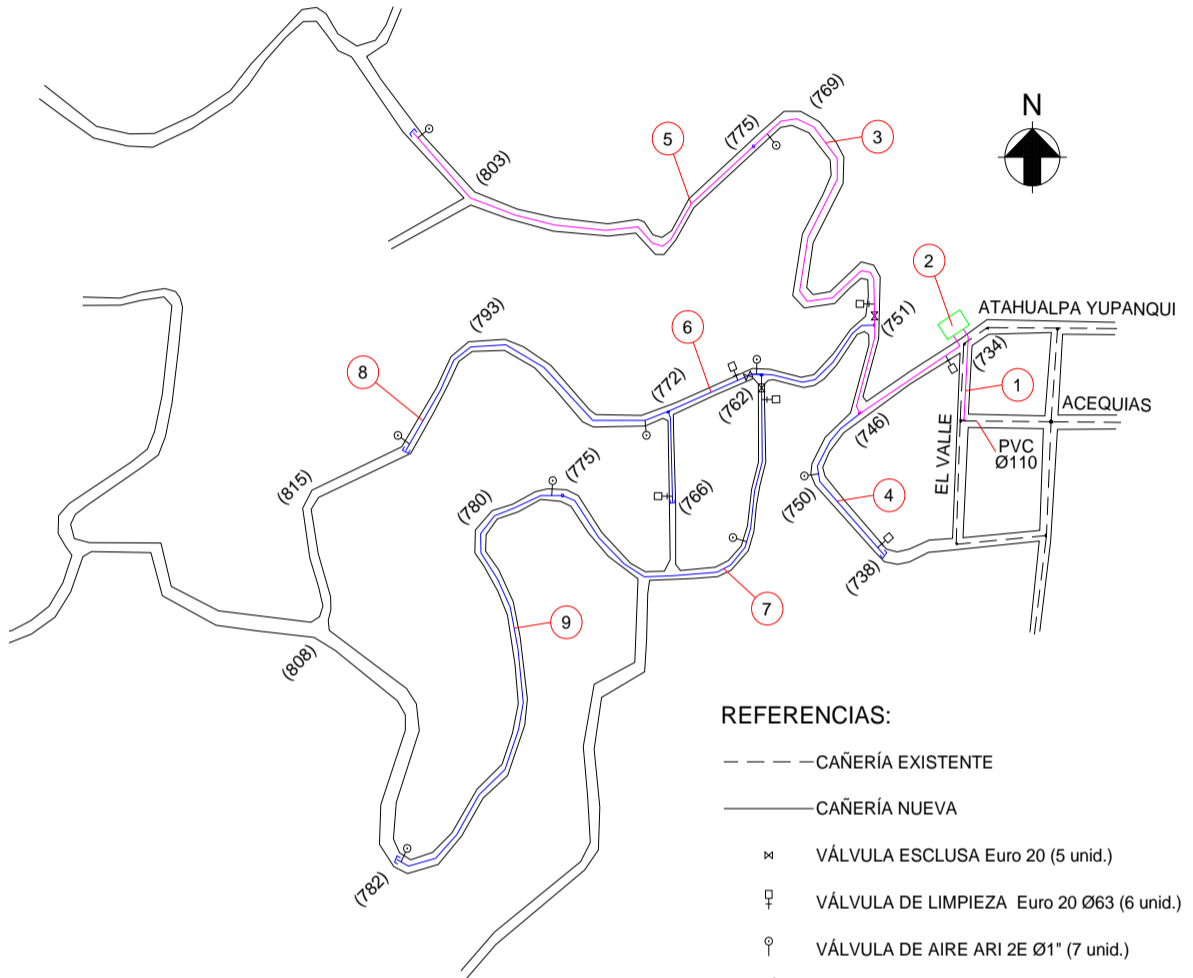 (769)
N
(775)
3
5
(803)
2
ATAHUALPA YUPANQUI
(793)
(751)
6
(734)
8
(772)
1
(762)
ACEQUIAS
(746)
PVC
Ø110
EL VALLE
(815)
(775)
(766)
(780)
(750)
4
(738)
7
9
(808)
(782)
REFERENCIAS:
CAÑERÍA EXISTENTE
CAÑERÍA NUEVA
VÁLVULA ESCLUSA Euro 20 (5 unid.)
VÁLVULA DE LIMPIEZA Euro 20 Ø63 (6 unid.)
VÁLVULA DE AIRE ARI 2E Ø1" (7 unid.)